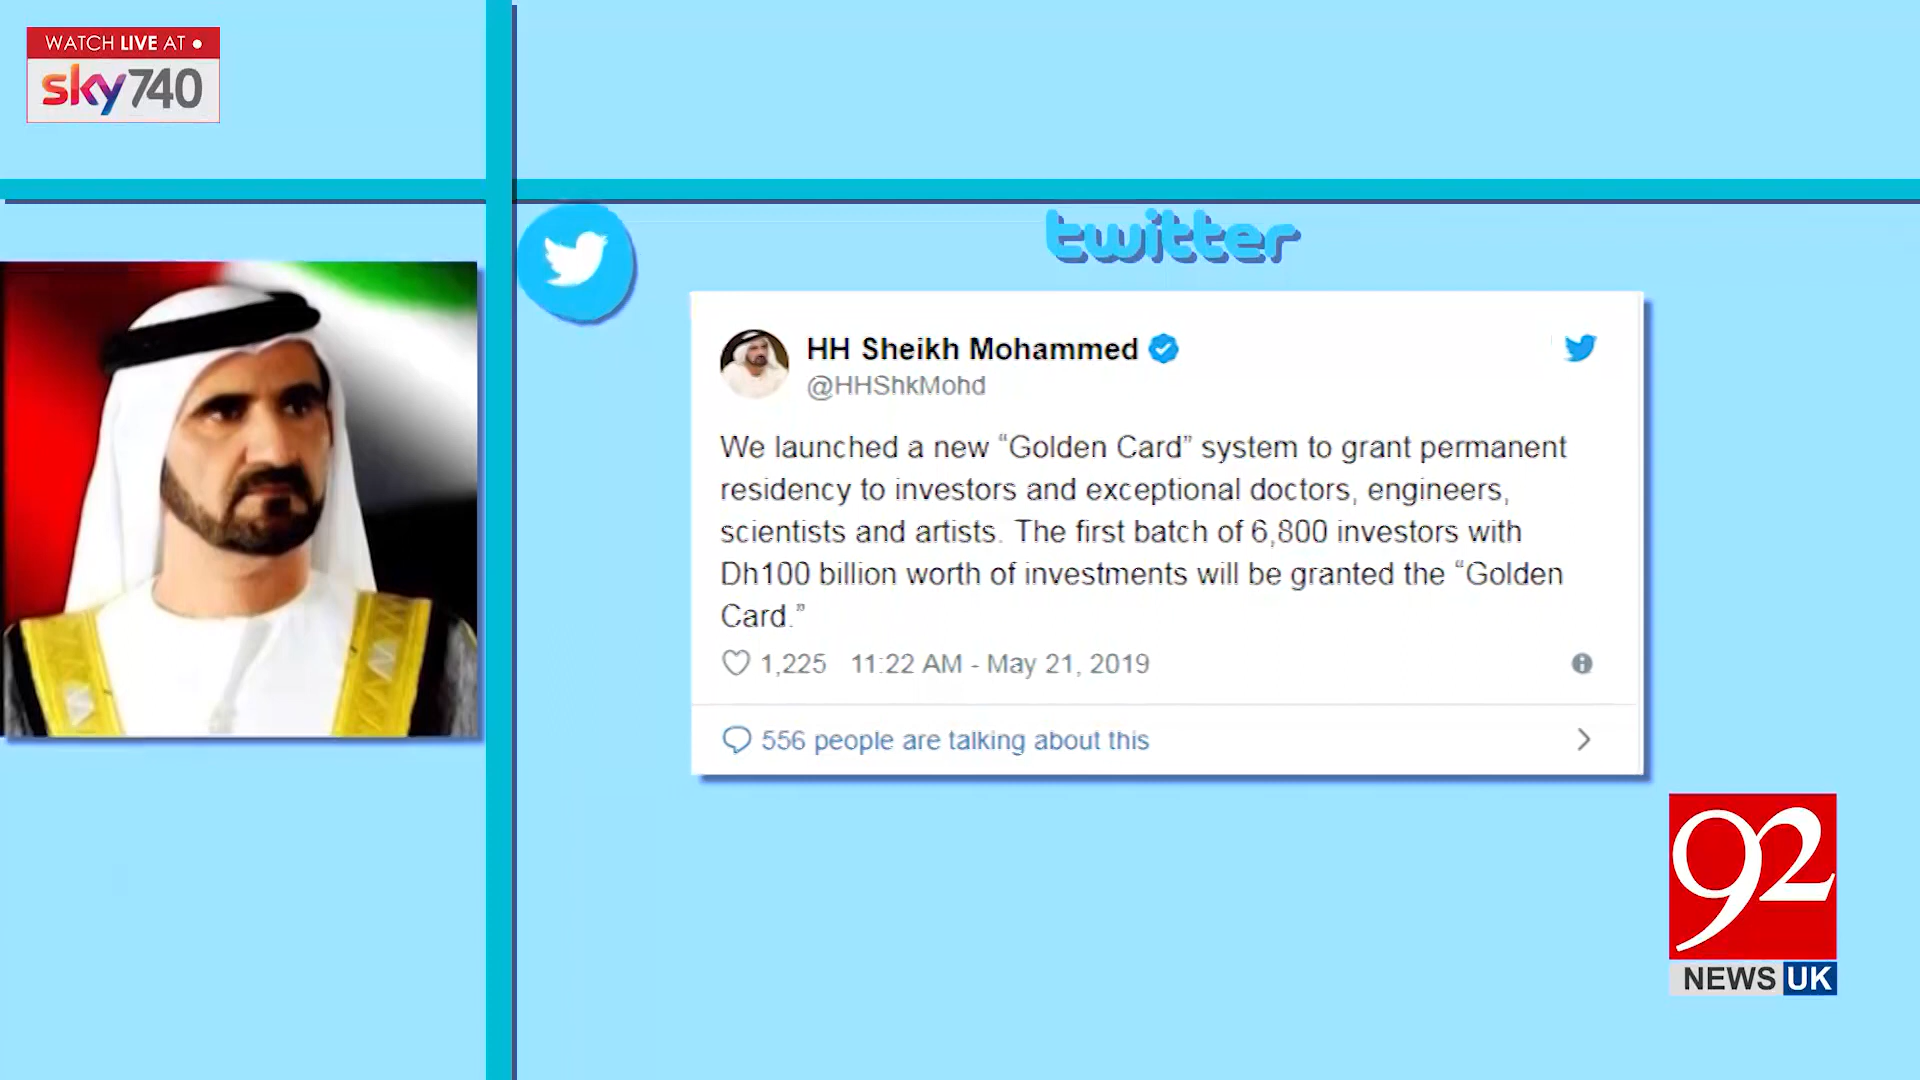 WATCH LIVE AT
sky740
twitter
HH Sheikh Mohammed
@HHShkMohd
We launched a new “Golden Card” system to grant permanent
residency to investors and exceptional doctors, engineers,
scientists and artists. The first batch of 6,800 investors with
Dh100 billion worth of investments will be granted the “Golden
Card.”
1,225 11:22 AM - May 21, 2019
556 people are talking about this
92
NEWS UK